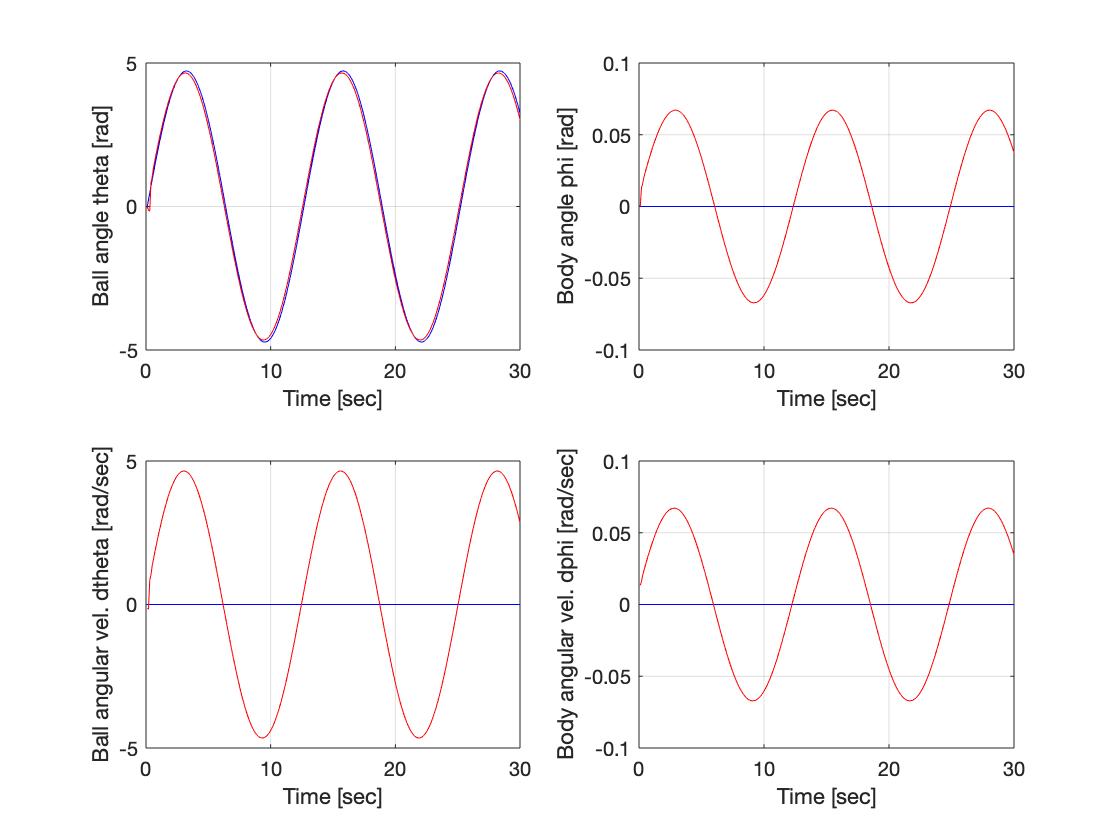 5
0
-5
Ball angle theta [rad]
0 10 20 30
Time [sec]
0.1
0.05
0
-0.05
-0.1
Body angle phi [rad]
0 10 20 30
Time [sec]
5
0
-5
Ball angular vel. dtheta [rad/sec]
0 10 20 30
Time [sec]
0.1
0.05
0
-0.05
-0.1
Body angular vel. dphi [rad/sec]
0 10 20 30
Time [sec]